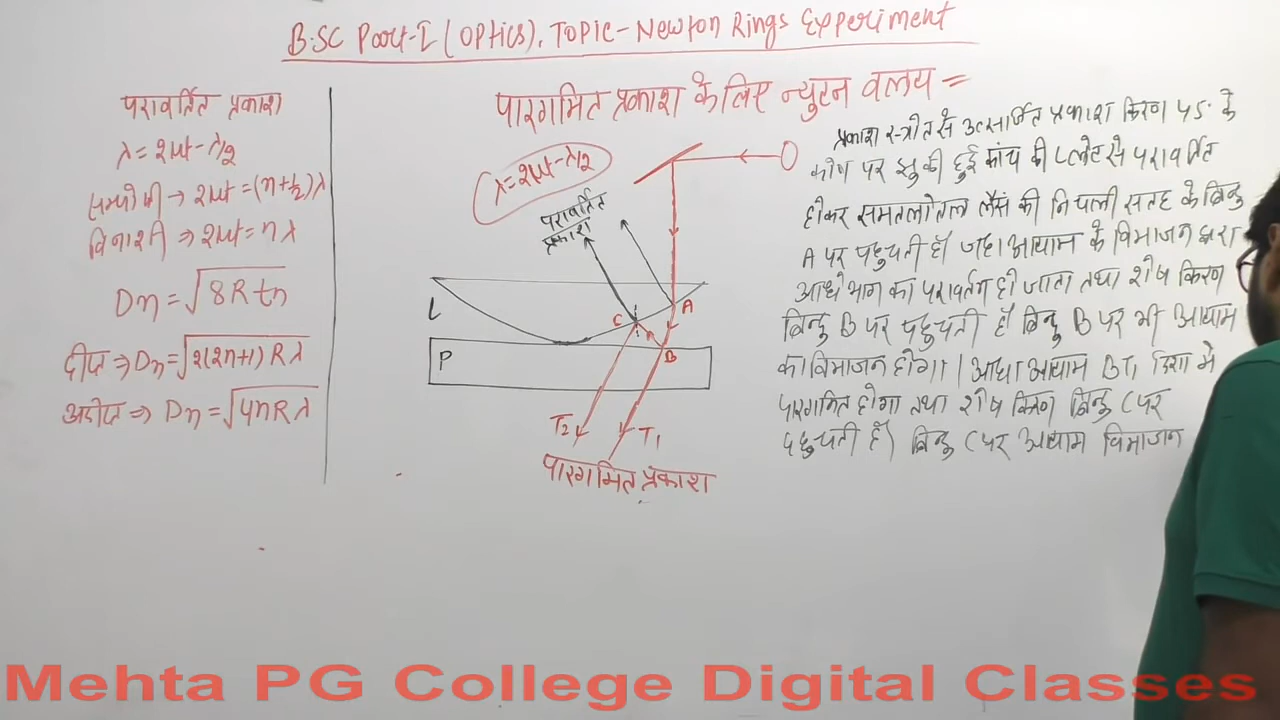 B.SC Part-I (OPtics). TOPIC-Newton Rings Experiment
परावर्तित प्रकाश
λ = 2μt - λ/2
सम्पोषी → 2μt = (n+½)λ
विनाशी ⇒ 2μt = nλ
Dn = √8Rtn
दीप्त ⇒ Dn = √2(2n+1)Rλ
अदीप्त ⇒ Dn = √4nRλ
पारगमित प्रकाश के लिए न्यूटन वलय =
λ = 2μt - λ/2
परावर्तित
प्रकाश
L
A
C
B
P
T2
T1
पारगमित प्रकाश
प्रकाश स्त्रोत से उत्सर्जित प्रकाश किरण 45° के
कोण पर झुकी हुई कांच की प्लेट से परावर्तित
होकर समतलोतल लैंस की निचली सतह के बिन्दु
A पर पहुचती है। जहा आयाम के विभाजन द्वारा
आधे भाग का परावर्तन हो जाता तथा शेष किरण
बिन्दु B पर पहुचती है बिन्दु B पर भी आयाम
का विभाजन होगा। आधा आयाम BT1 दिशा मे
पारगमित होगा तथा शेष किरण बिन्दु C पर
पहुचती है। बिन्दु C पर आयाम विभाजन
Mehta PG College Digital Classes